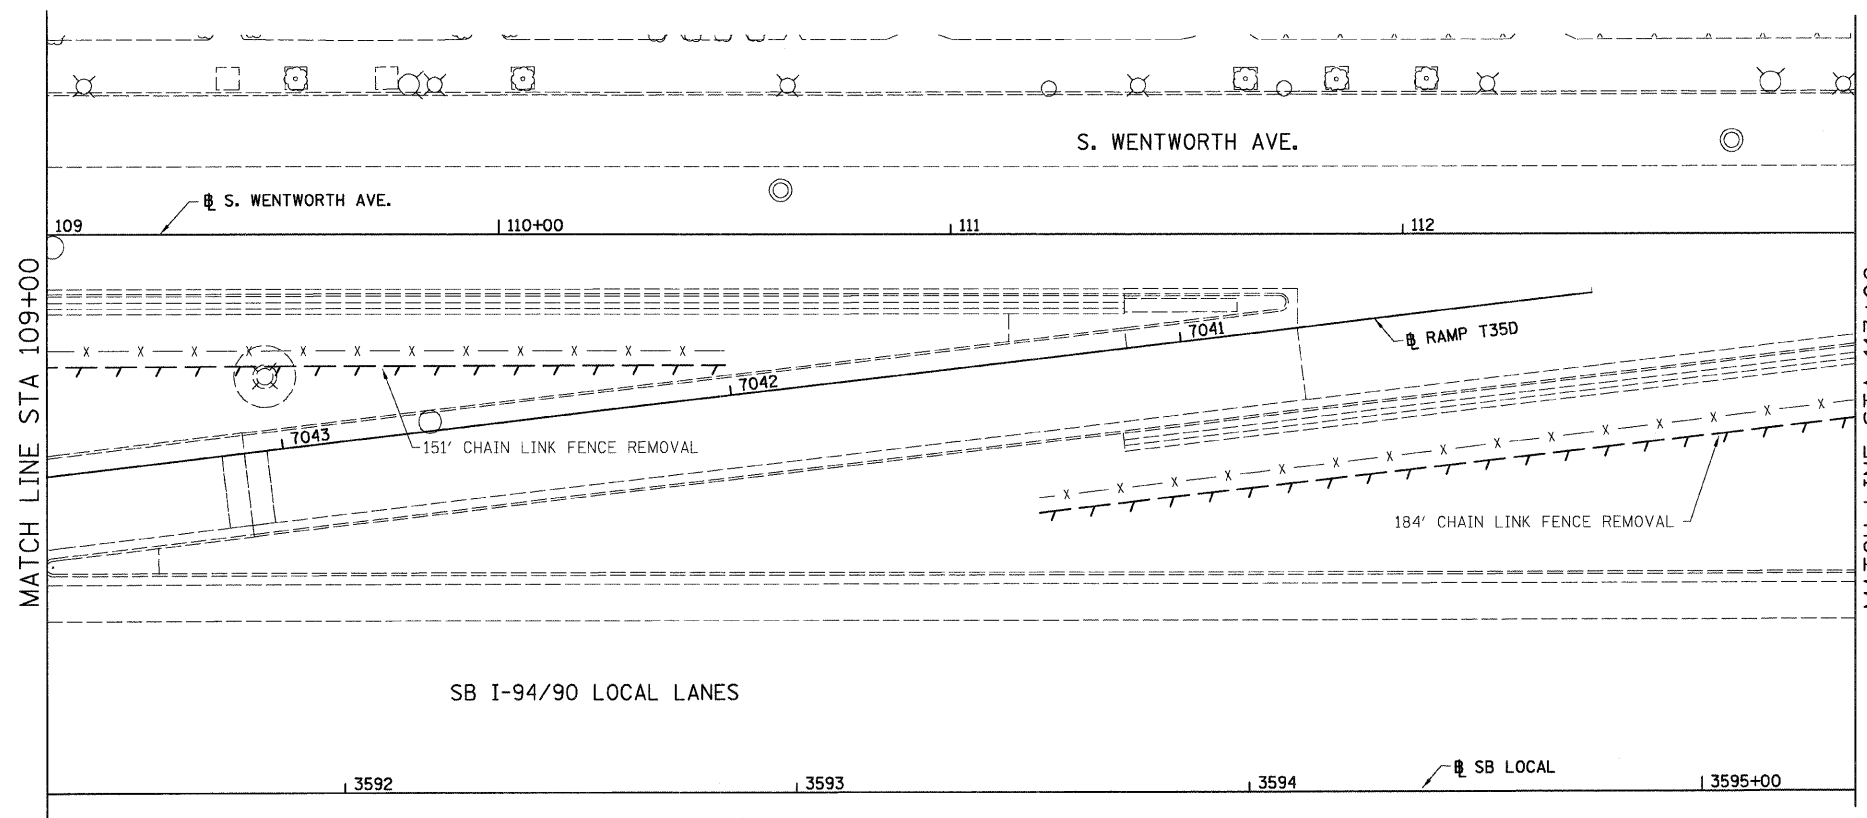 S. WENTWORTH AVE.
℄ S. WENTWORTH AVE.
109
110+00
111
112
MATCH LINE STA 109+00
7041
℄ RAMP T35D
7042
7043
151' CHAIN LINK FENCE REMOVAL
184' CHAIN LINK FENCE REMOVAL
SB I-94/90 LOCAL LANES
℄ SB LOCAL
3592
3593
3594
3595+00